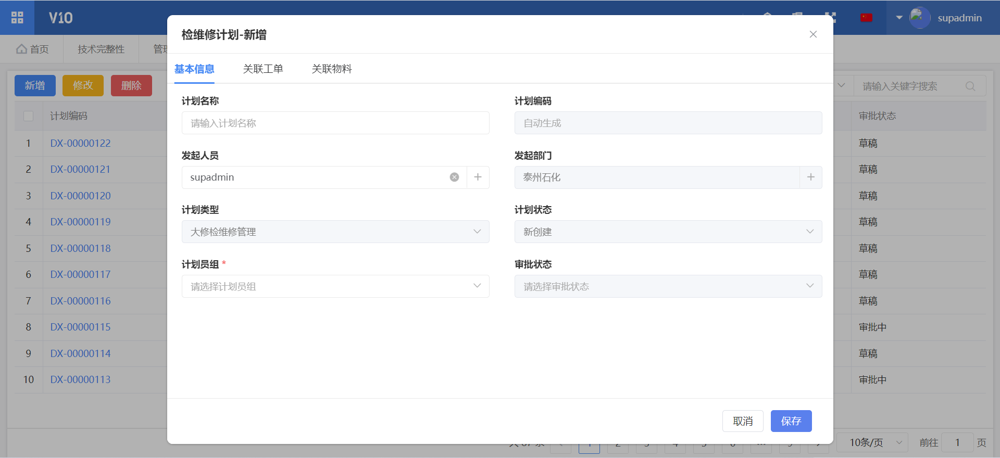 V10
supadmin
首页
技术完整性
检维修计划-新增
基本信息
关联工单
关联物料
新增
修改
删除
请输入关键字搜索
计划编码
审批状态
1
DX-00000122
草稿
2
DX-00000121
草稿
3
DX-00000120
草稿
4
DX-00000119
草稿
5
DX-00000118
草稿
6
DX-00000117
草稿
7
DX-00000116
草稿
8
DX-00000115
审批中
9
DX-00000114
草稿
10
DX-00000113
审批中
计划名称
请输入计划名称
计划编码
自动生成
发起人员
supadmin
发起部门
泰州石化
计划类型
大修检维修管理
计划状态
新创建
计划员组 *
请选择计划员组
审批状态
请选择审批状态
取消
保存
10条/页
前往
1
页